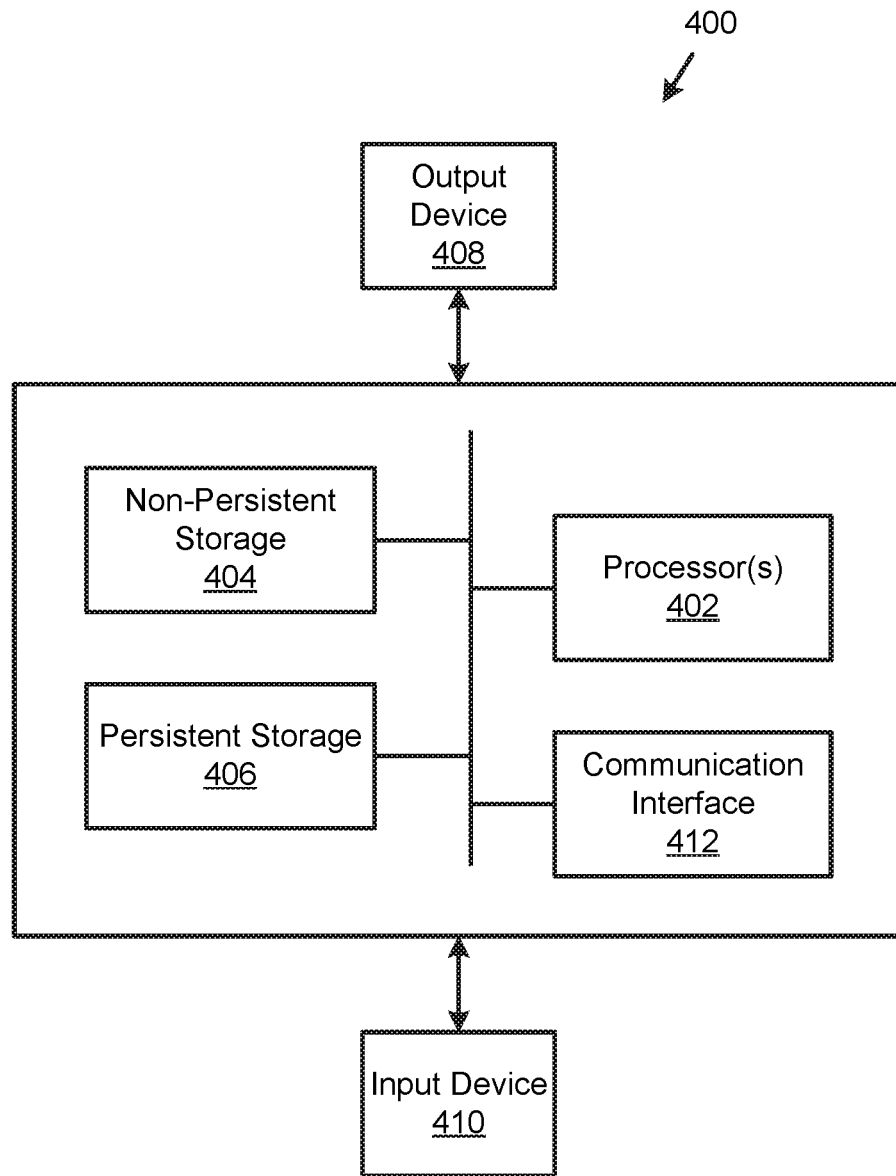 400
Output
Device
408
Non-Persistent
Storage
404
Processor(s)
402
Persistent Storage
406
Communication
Interface
412
Input Device
410